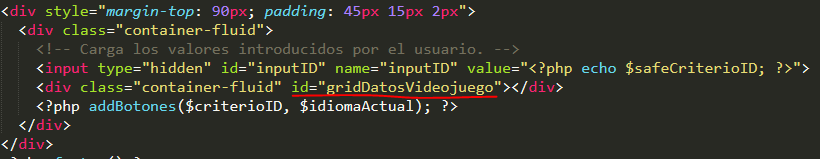 <div style="margin-top: 90px; padding: 45px 15px 2px">
<div class="container-fluid">
<!-- Carga los valores introducidos por el usuario. -->
<input type="hidden" id="inputID" name="inputID" value="<?php echo $safeCriterioID; ?>">
<div class="container-fluid" id="gridDatosVideojuego"></div>
<?php addBotones($criterioID, $idiomaActual); ?>
</div>
</div>